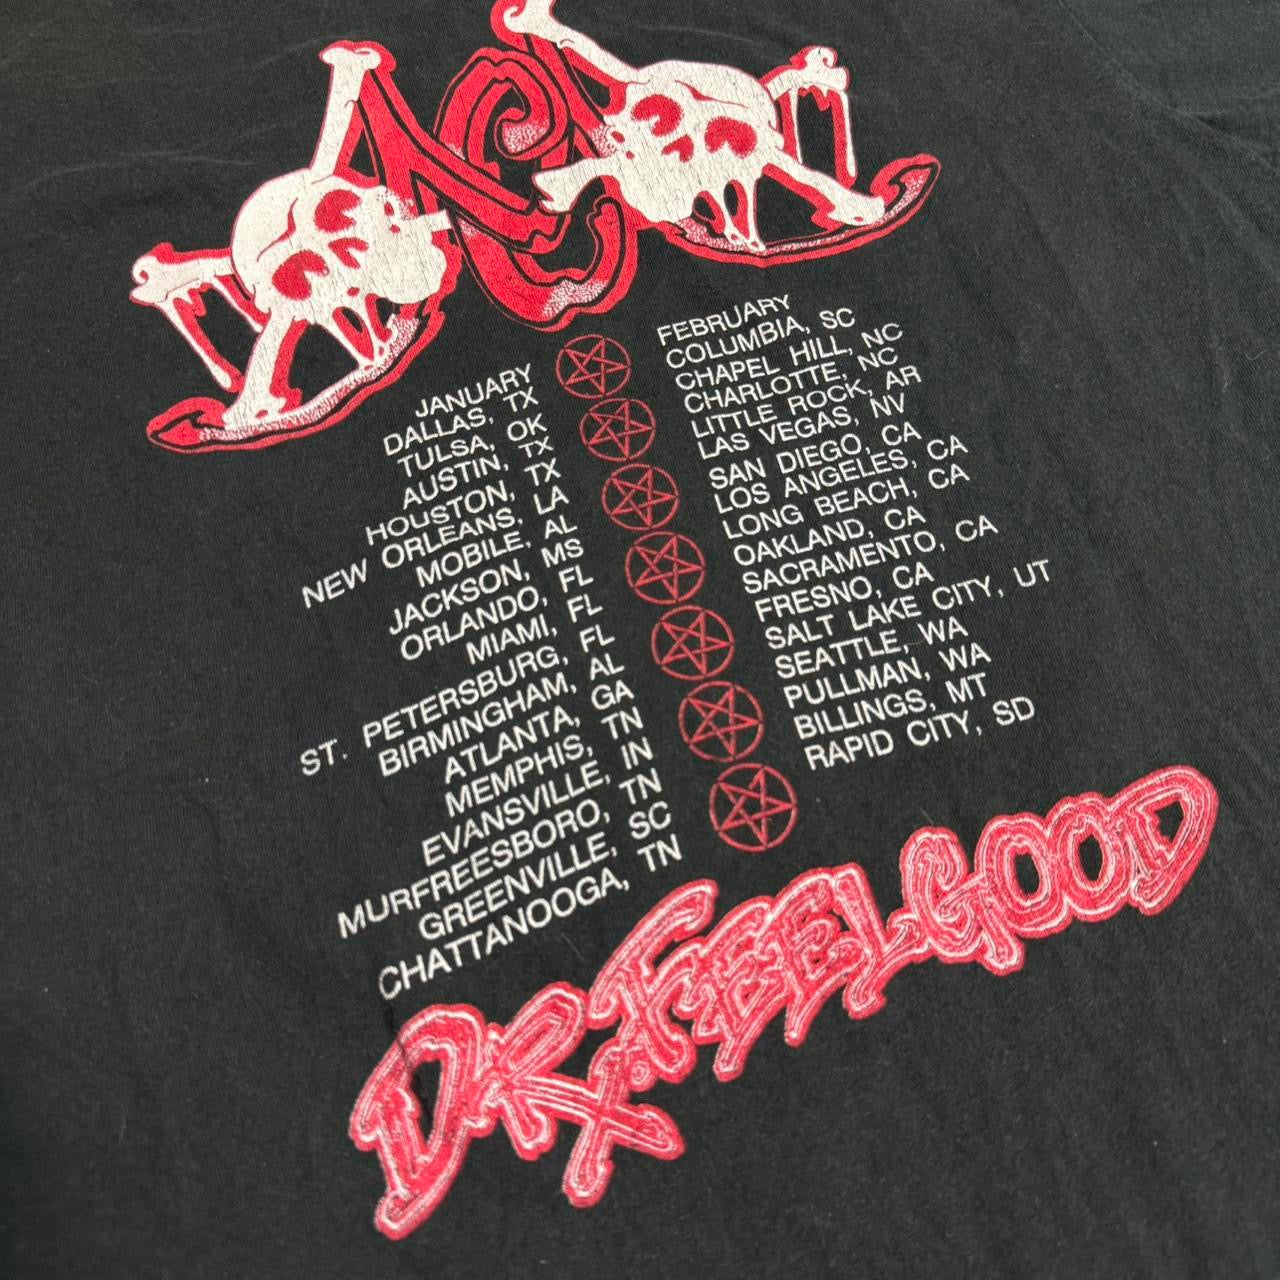 JANUARY
DALLAS, TX
TULSA, OK
AUSTIN, TX
HOUSTON, TX
NEW ORLEANS, LA
MOBILE, AL
JACKSON, MS
ORLANDO, FL
MIAMI, FL
ST. PETERSBURG, FL
BIRMINGHAM, AL
ATLANTA, GA
MEMPHIS, TN
EVANSVILLE, IN
MURFREESBORO, TN
GREENVILLE, SC
CHATTANOOGA, TN
FEBRUARY
COLUMBIA, SC
CHAPEL HILL, NC
CHARLOTTE, NC
LITTLE ROCK, AR
LAS VEGAS, NV
SAN DIEGO, CA
LOS ANGELES, CA
LONG BEACH, CA
OAKLAND, CA
SACRAMENTO, CA
FRESNO, CA
SALT LAKE CITY, UT
SEATTLE, WA
PULLMAN, WA
BILLINGS, MT
RAPID CITY, SD
DR. FEELGOOD